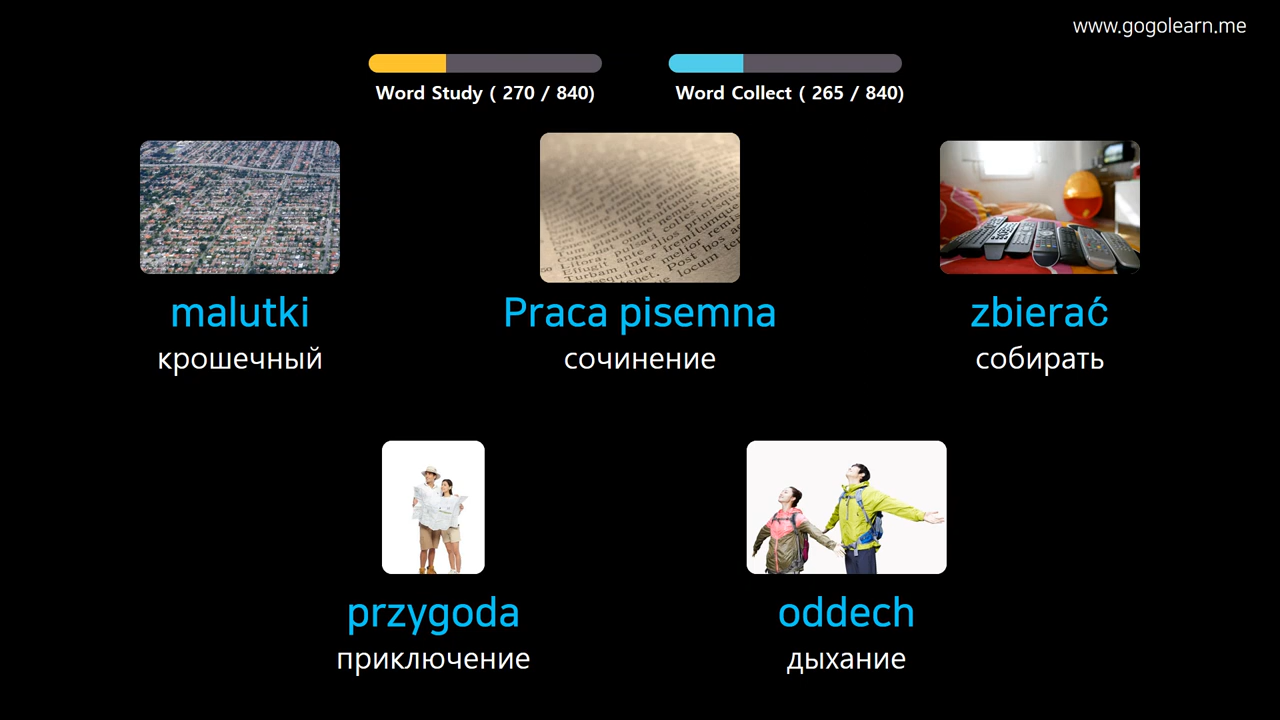 www.gogolearn.me
Word Study ( 270 / 840)
Word Collect ( 265 / 840)
malutki
крошечный
Praca pisemna
сочинение
zbierać
собирать
przygoda
приключение
oddech
дыхание